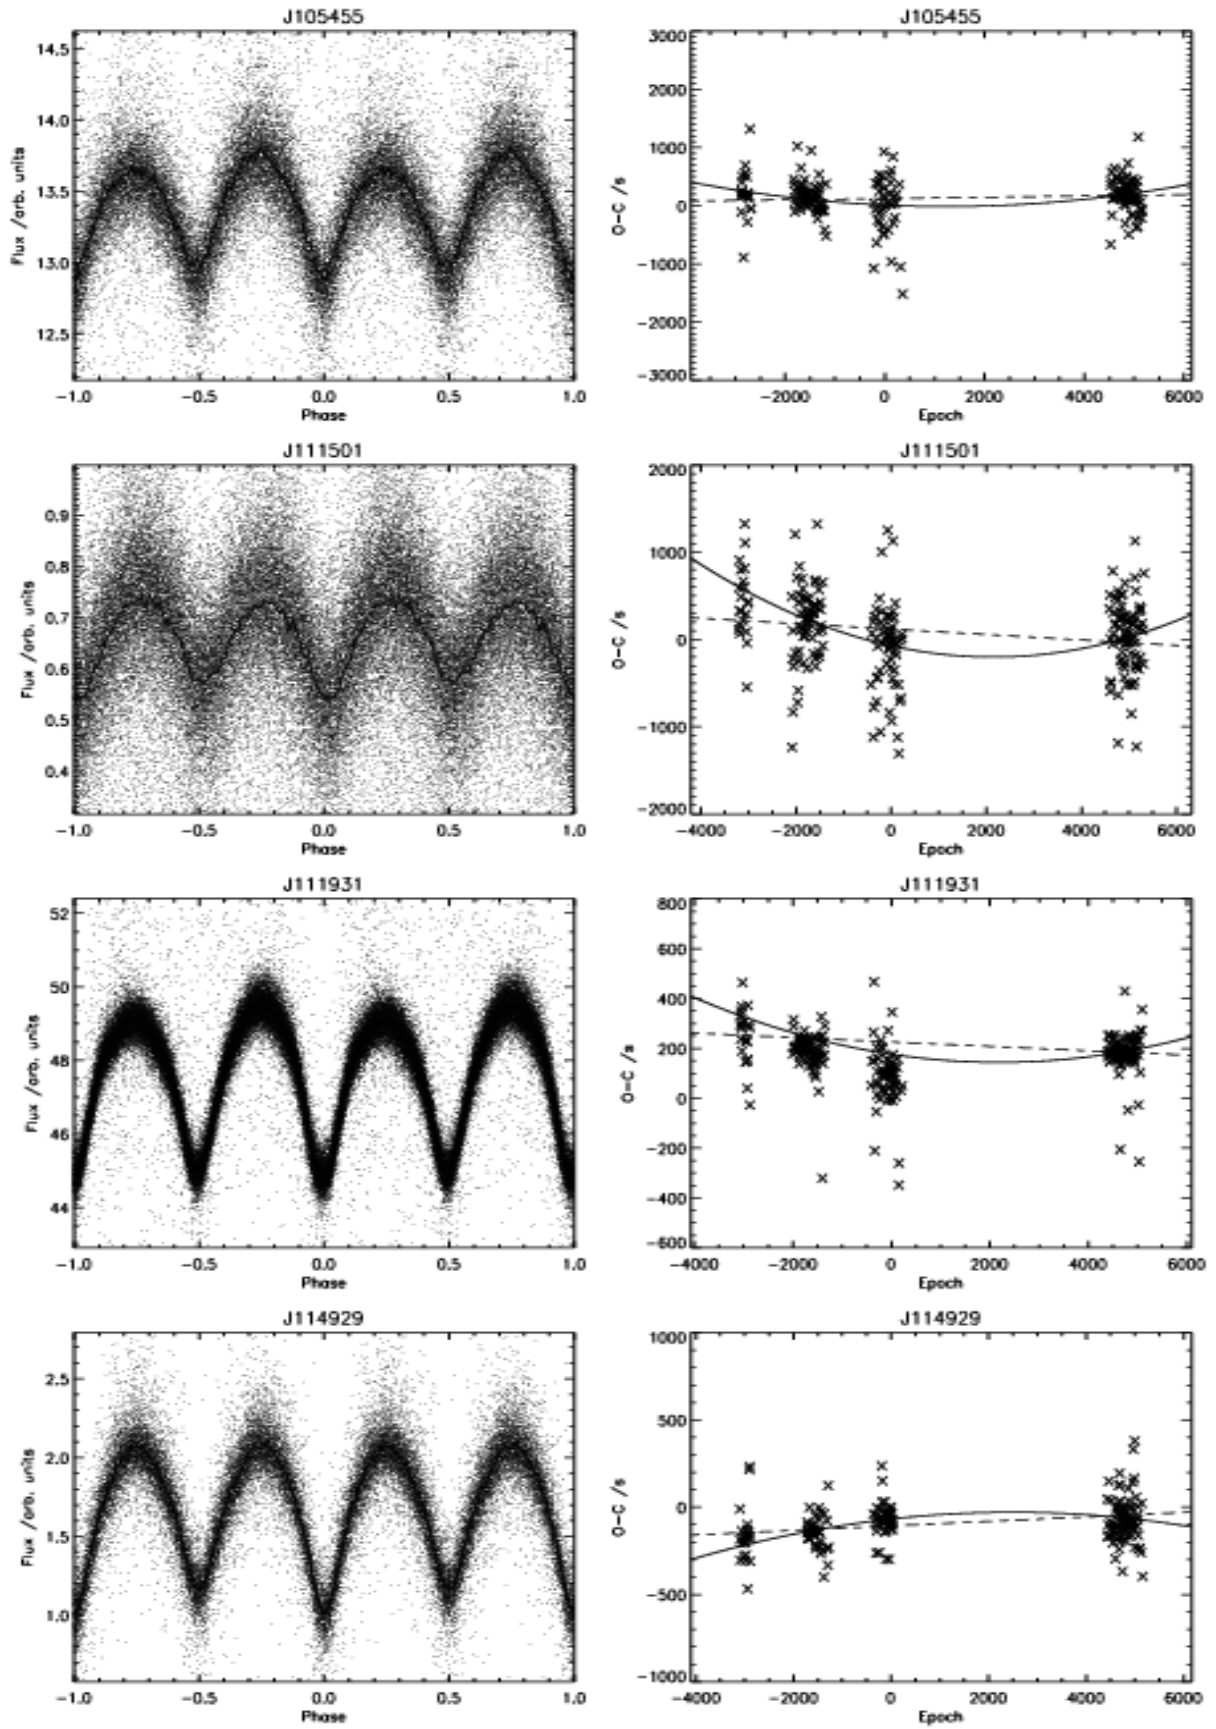 J105455
14.5
14.0
13.5
13.0
12.5
Flux /arb. units
-1.0 -0.5 0.0 0.5 1.0
Phase
J105455
3000
2000
1000
0
-1000
-2000
-3000
O-C /s
-2000 0 2000 4000 6000
Epoch
J111501
0.9
0.8
0.7
0.6
0.5
0.4
Flux /arb. units
-1.0 -0.5 0.0 0.5 1.0
Phase
J111501
2000
1000
0
-1000
-2000
O-C /s
-4000 -2000 0 2000 4000 6000
Epoch
J111931
52
50
48
46
44
Flux /arb. units
-1.0 -0.5 0.0 0.5 1.0
Phase
J111931
800
600
400
200
0
-200
-400
-600
O-C /s
-4000 -2000 0 2000 4000 6000
Epoch
J114929
2.5
2.0
1.5
1.0
Flux /arb. units
-1.0 -0.5 0.0 0.5 1.0
Phase
J114929
1000
500
0
-500
-1000
O-C /s
-4000 -2000 0 2000 4000 6000
Epoch